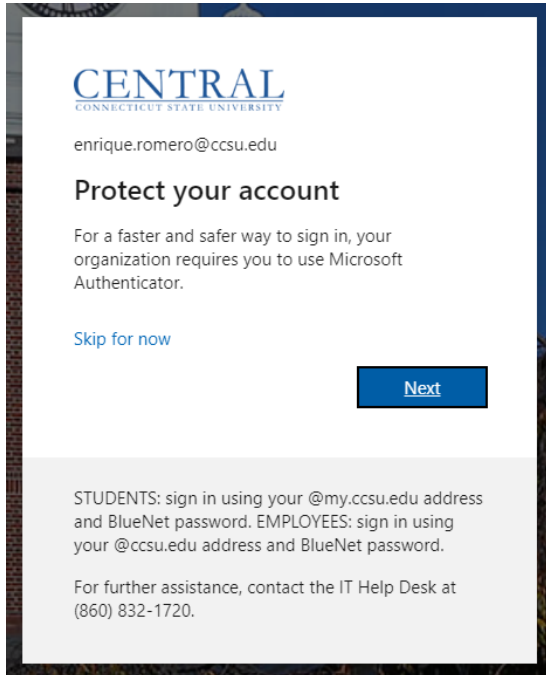 CENTRAL
CONNECTICUT STATE UNIVERSITY
enrique.romero@ccsu.edu
Protect your account
For a faster and safer way to sign in, your
organization requires you to use Microsoft
Authenticator.
Skip for now
Next
STUDENTS: sign in using your @my.ccsu.edu address
and BlueNet password. EMPLOYEES: sign in using
your @ccsu.edu address and BlueNet password.
For further assistance, contact the IT Help Desk at
(860) 832-1720.